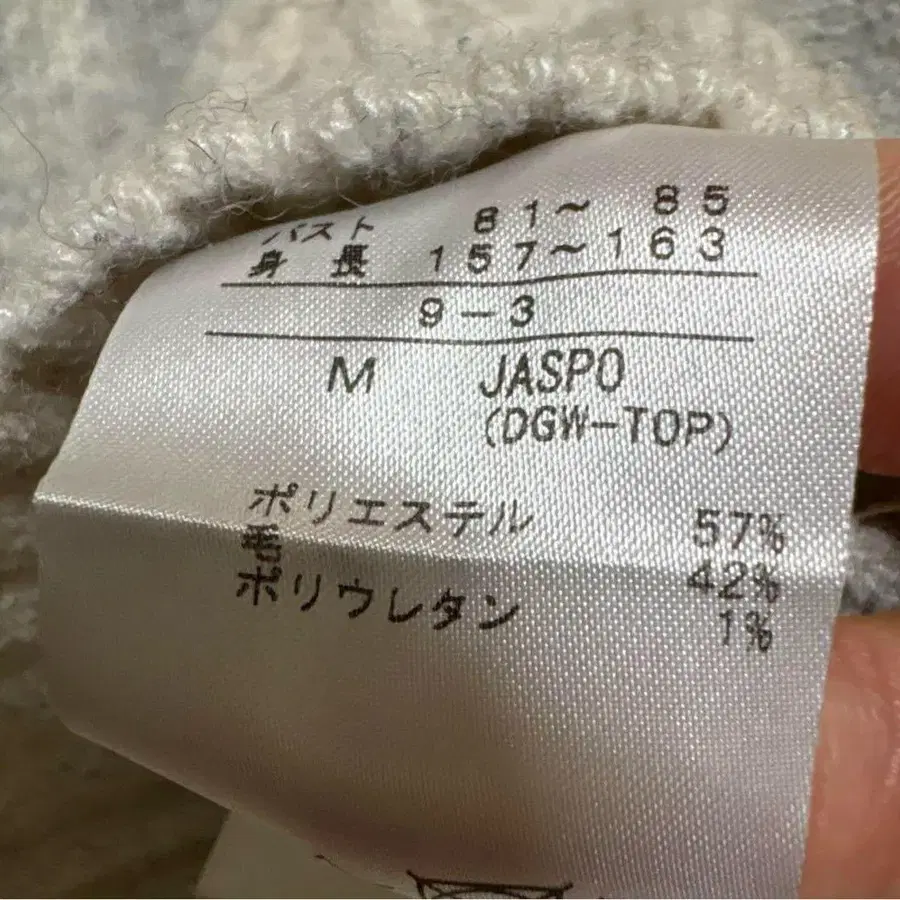 バスト 81~ 85
身 長 157~163
9-3
M JASPO
(DGW-TOP)
ポリエステル 57%
毛 42%
ポリウレタン 1%